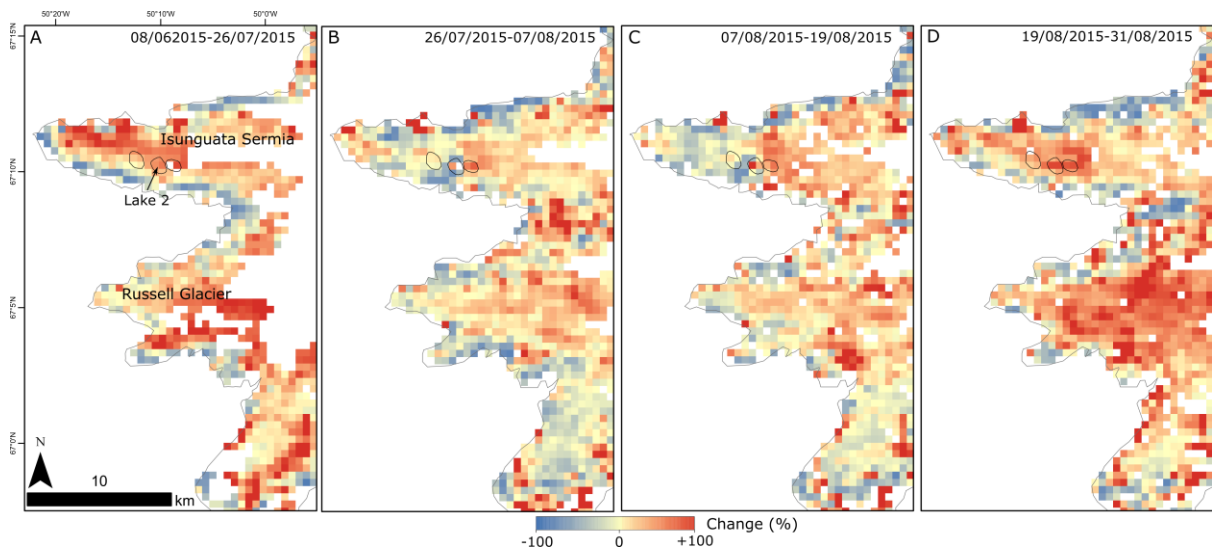 50°20'W 50°10'W 50°0'W
67°15'N
67°10'N
67°5'N
67°0'N
A 08/062015-26/07/2015
Isunguata Sermia
Lake 2
Russell Glacier
N
10
km
B 26/07/2015-07/08/2015
C 07/08/2015-19/08/2015
D 19/08/2015-31/08/2015
Change (%)
-100 0 +100